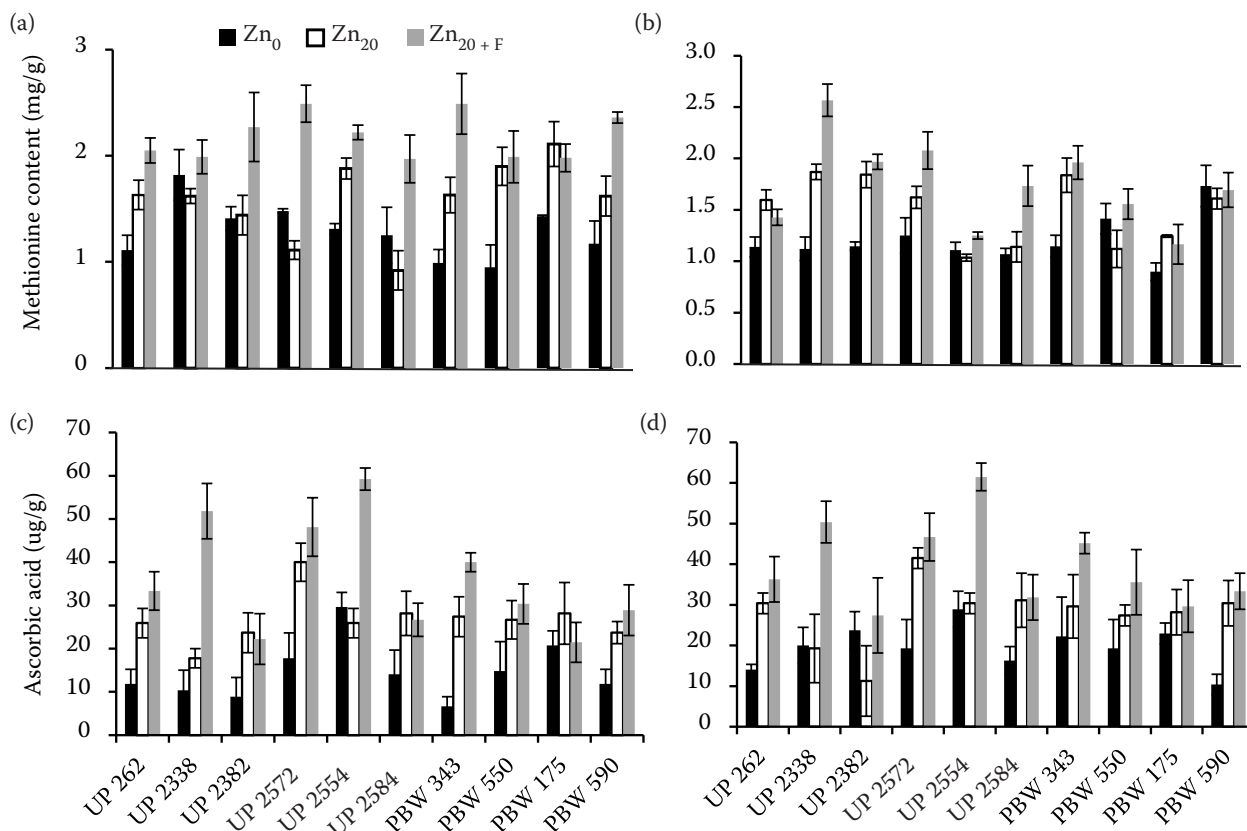 (a)
Zn0 Zn20 Zn20 + F
Methionine content (mg/g)
3
2
1
0
(b)
3.0
2.5
2.0
1.5
1.0
0.5
0.0
(c)
Ascorbic acid (ug/g)
70
60
50
40
30
20
10
0
UP 262
UP 2338
UP 2382
UP 2572
UP 2554
UP 2584
PBW 343
PBW 550
PBW 175
PBW 590
(d)
70
60
50
40
30
20
10
0
UP 262
UP 2338
UP 2382
UP 2572
UP 2554
UP 2584
PBW 343
PBW 550
PBW 175
PBW 590